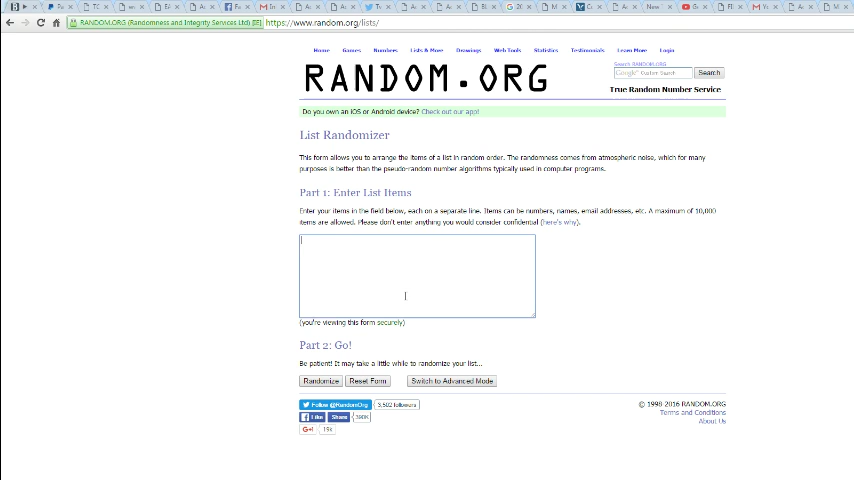 RANDOM.ORG (Randomness and Integrity Services Ltd) [IE] https://www.random.org/lists/
Home Games Numbers Lists & More Drawings Web Tools Statistics Testimonials Learn More Login
RANDOM.ORG
Search RANDOM.ORG
Google Custom Search Search
True Random Number Service
Do you own an iOS or Android device? Check out our app!
List Randomizer
This form allows you to arrange the items of a list in random order. The randomness comes from atmospheric noise, which for many
purposes is better than the pseudo-random number algorithms typically used in computer programs.
Part 1: Enter List Items
Enter your items in the field below, each on a separate line. Items can be numbers, names, email addresses, etc. A maximum of 10,000
items are allowed. Please don't enter anything you would consider confidential (here's why).
(you're viewing this form securely)
Part 2: Go!
Be patient! It may take a little while to randomize your list...
Randomize Reset Form Switch to Advanced Mode
Follow @RandomOrg 3,502 followers
Like Share 390K
G+1 19k
© 1998-2016 RANDOM.ORG
Terms and Conditions
About Us